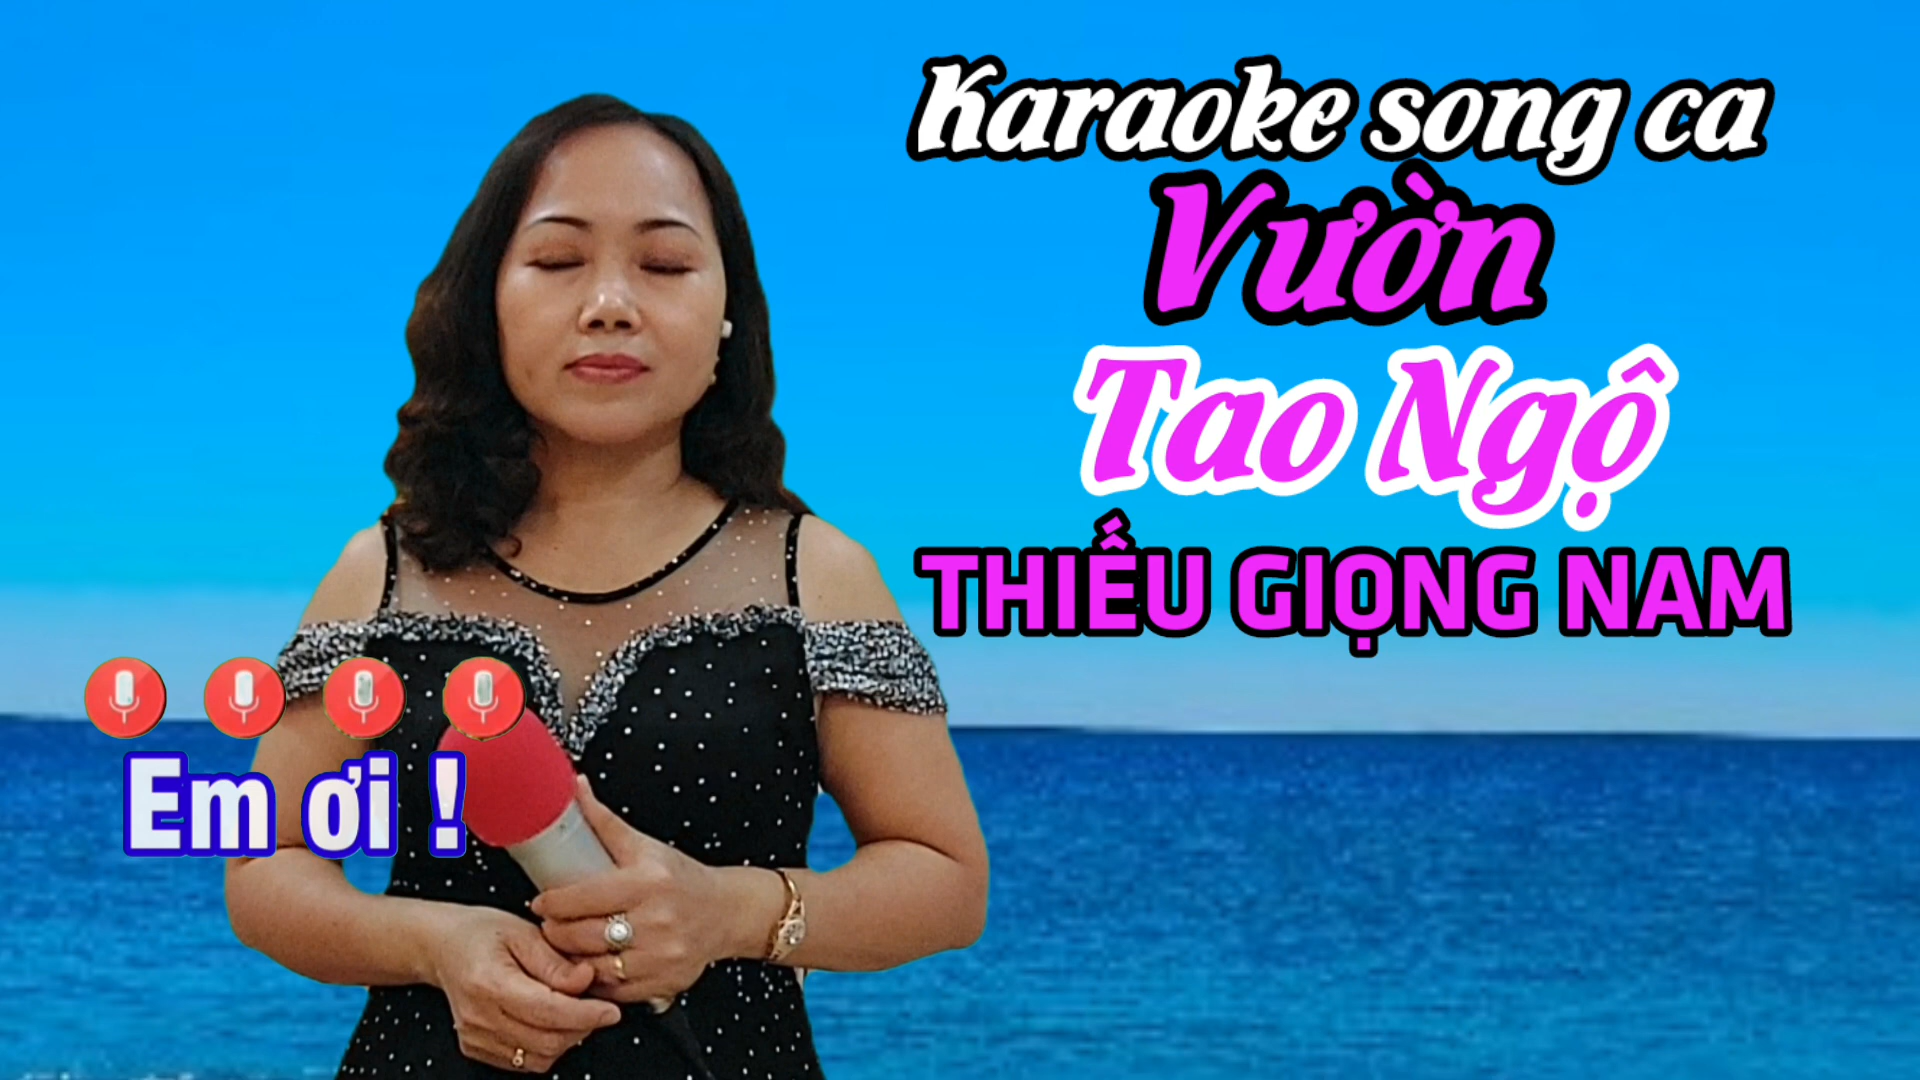 Karaoke song ca
Vườn
Tao Ngộ
THIẾU GIỌNG NAM
Em ơi !